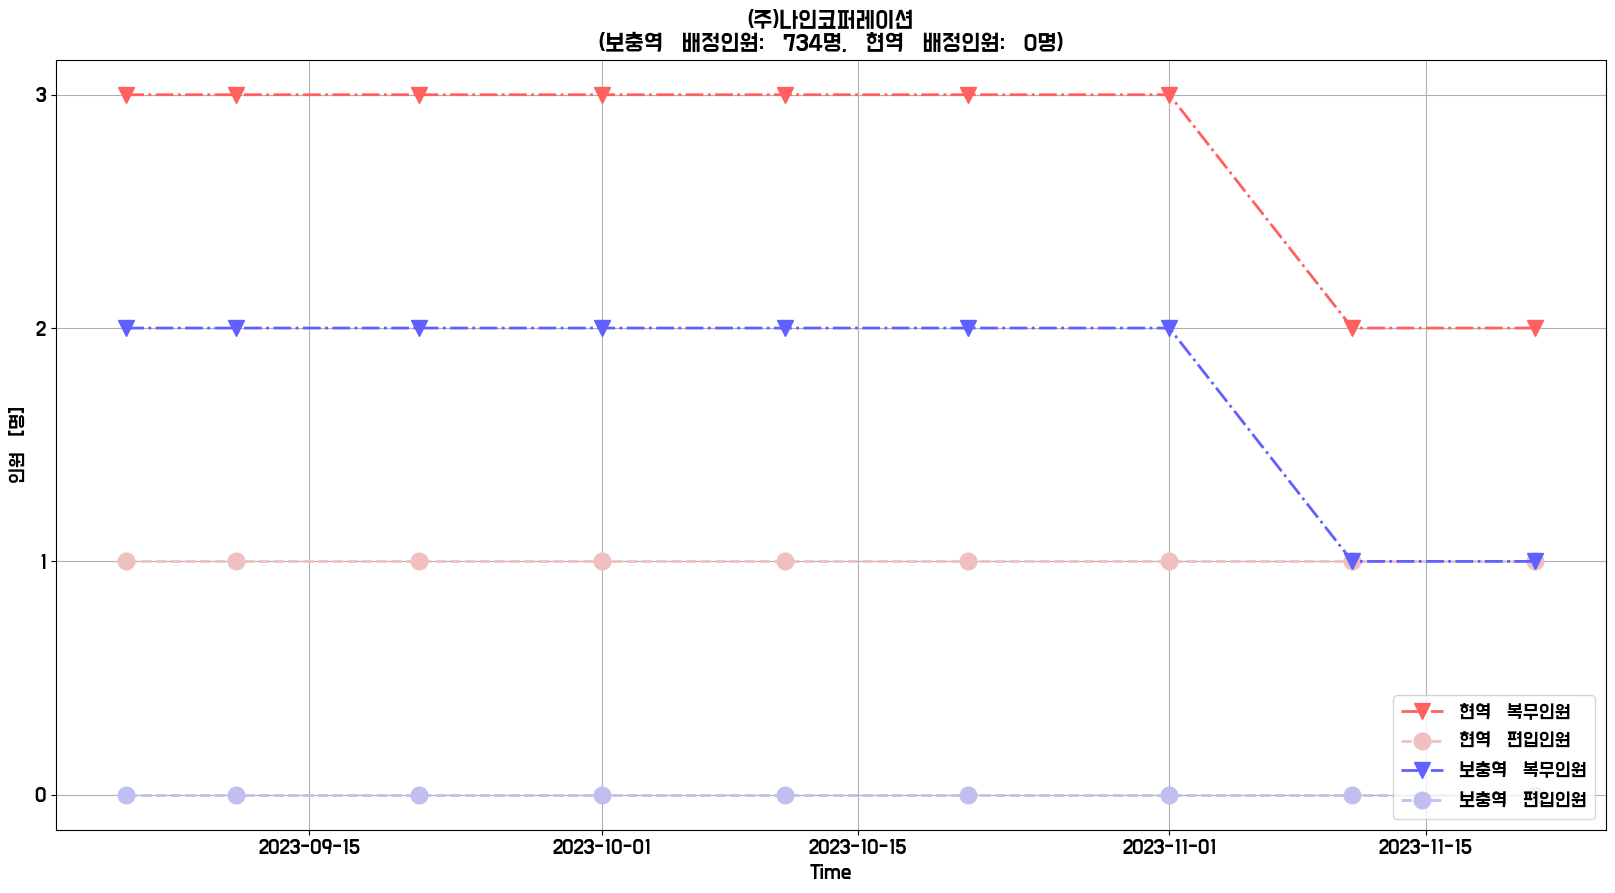 (주)나인코퍼레이션
(보충역 배정인원: 734명, 현역 배정인원: 0명)
3
2
1
0
인원 [명]
2023-09-15
2023-10-01
2023-10-15
2023-11-01
2023-11-15
Time
현역 복무인원
현역 편입인원
보충역 복무인원
보충역 편입인원